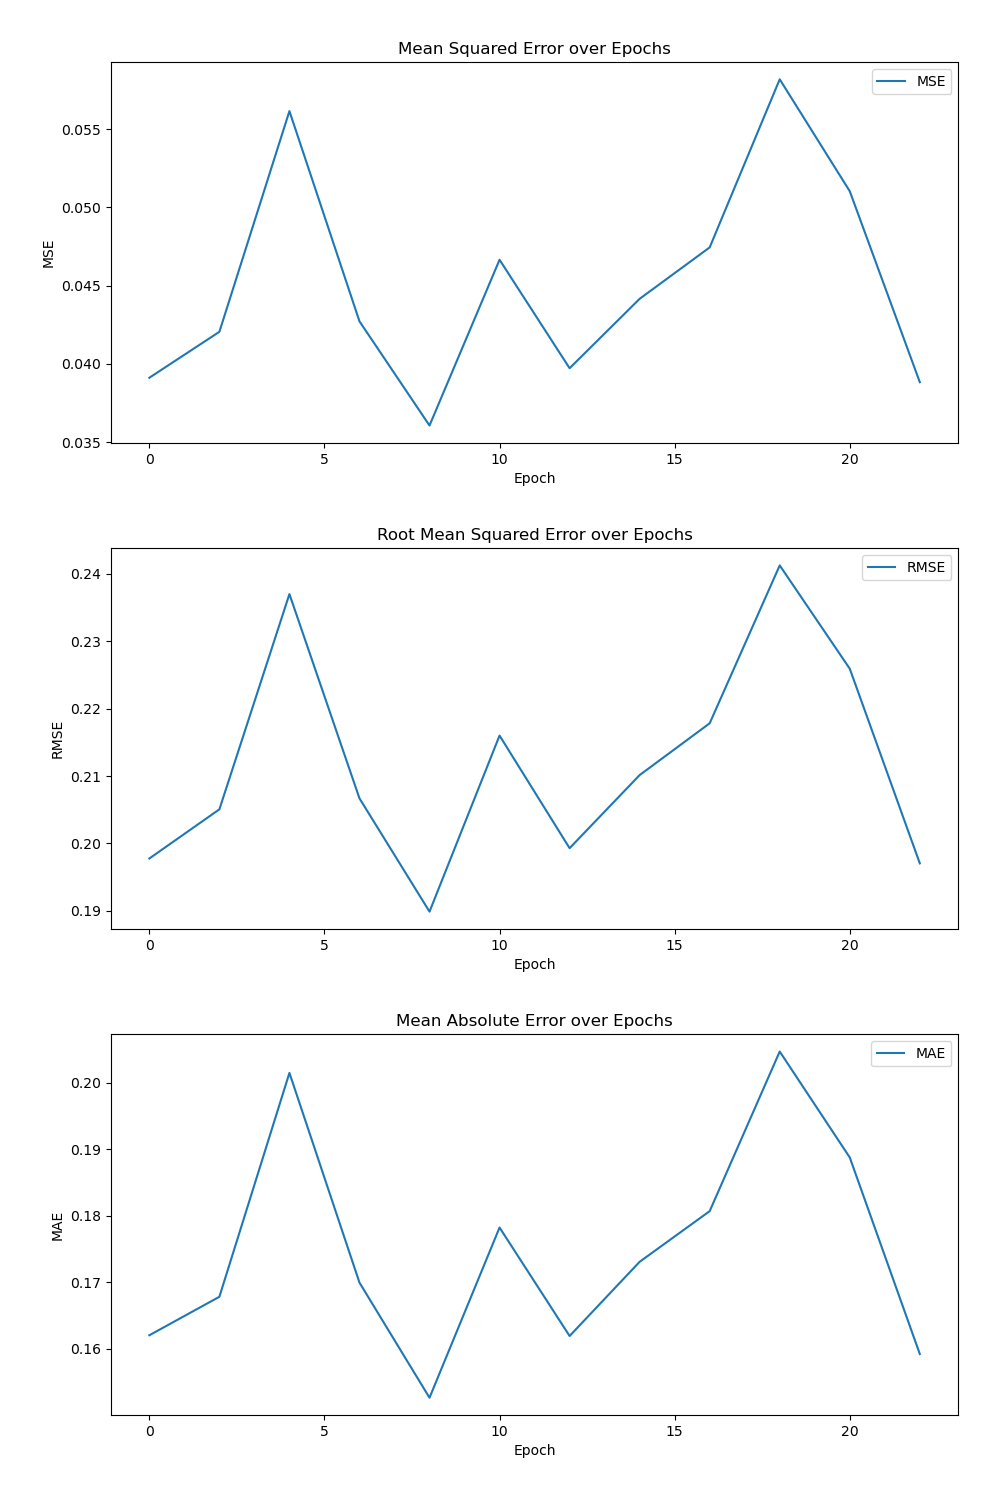 Mean Squared Error over Epochs
MSE
0.055
0.050
0.045
0.040
0.035
MSE
0 5 10 15 20
Epoch
Root Mean Squared Error over Epochs
RMSE
0.24
0.23
0.22
0.21
0.20
0.19
RMSE
0 5 10 15 20
Epoch
Mean Absolute Error over Epochs
MAE
0.20
0.19
0.18
0.17
0.16
MAE
0 5 10 15 20
Epoch